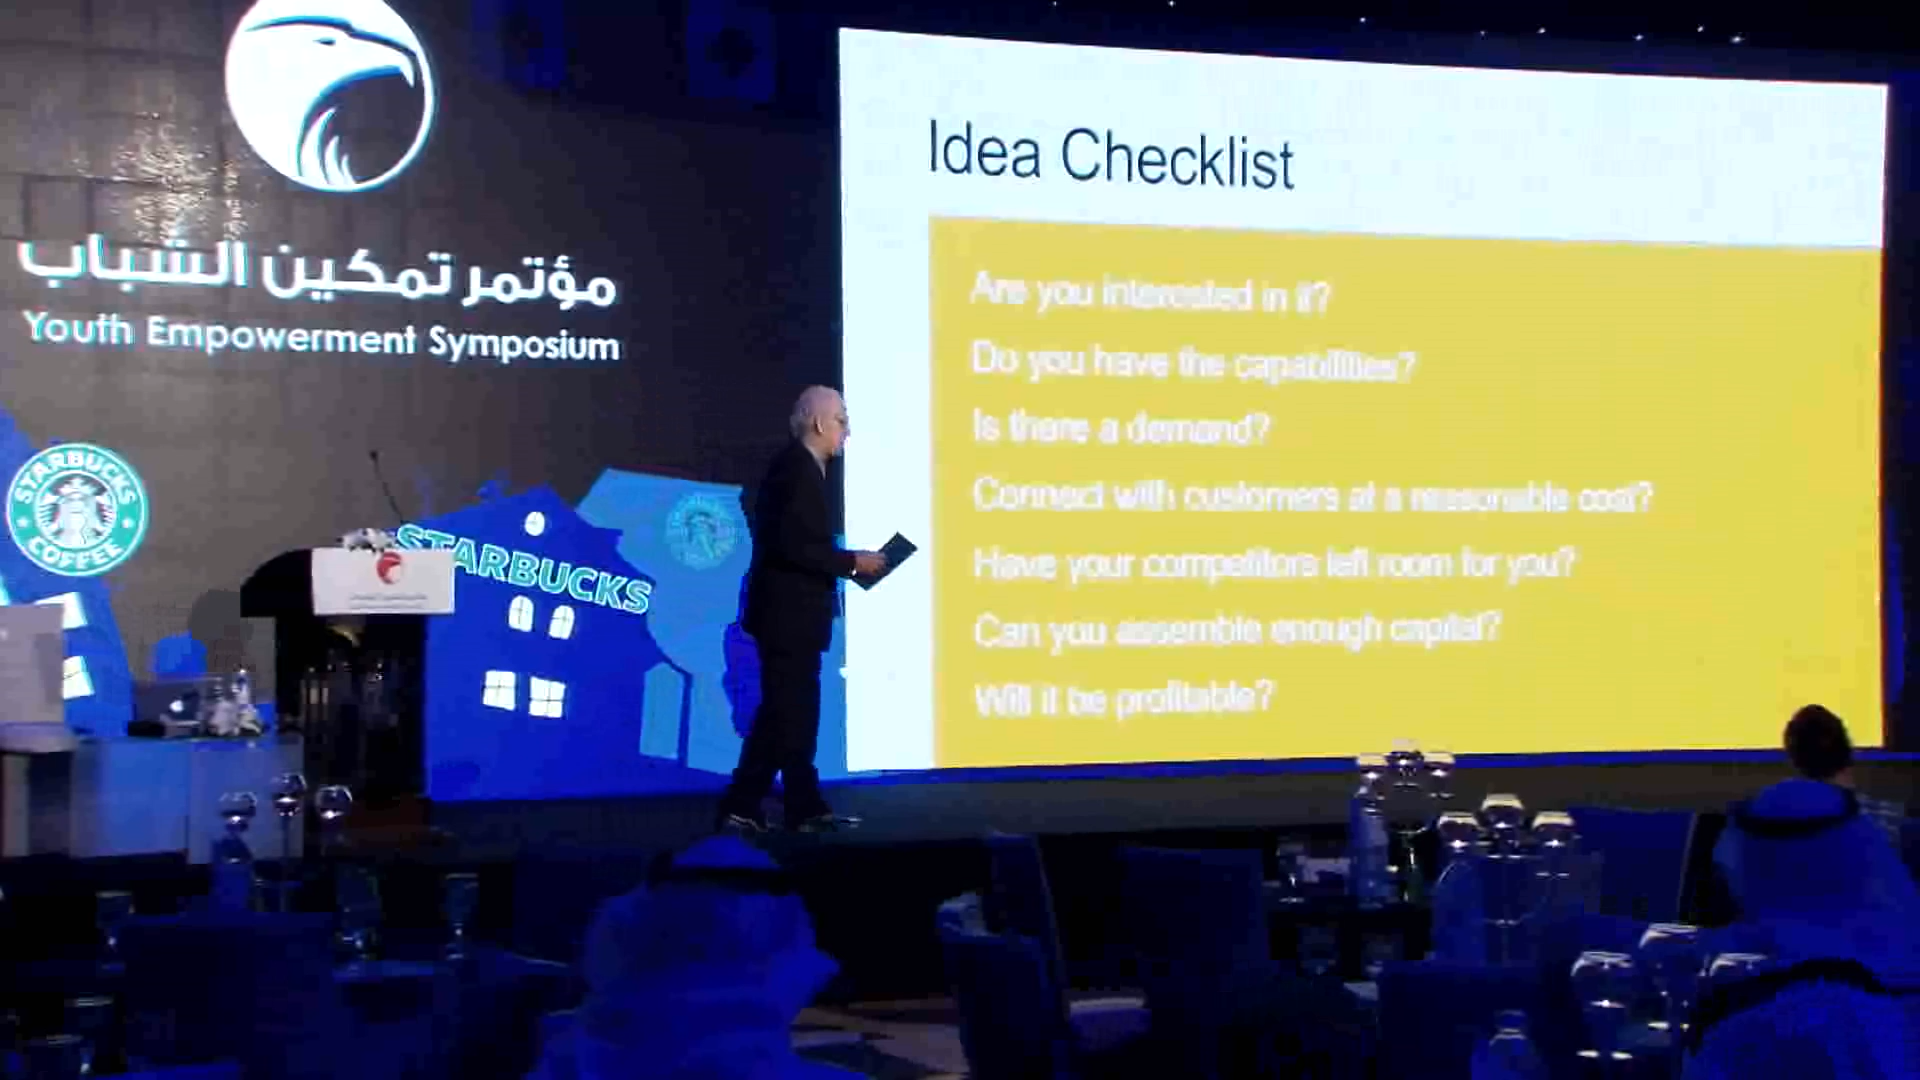 مؤتمر تمكين الشباب
Youth Empowerment Symposium
STARBUCKS
COFFEE
STARBUCKS
Idea Checklist
Are you interested in it?
Do you have the capabilities?
Is there a demand?
Connect with customers at a reasonable cost?
Have your competitors left room for you?
Can you assemble enough capital?
Will it be profitable?